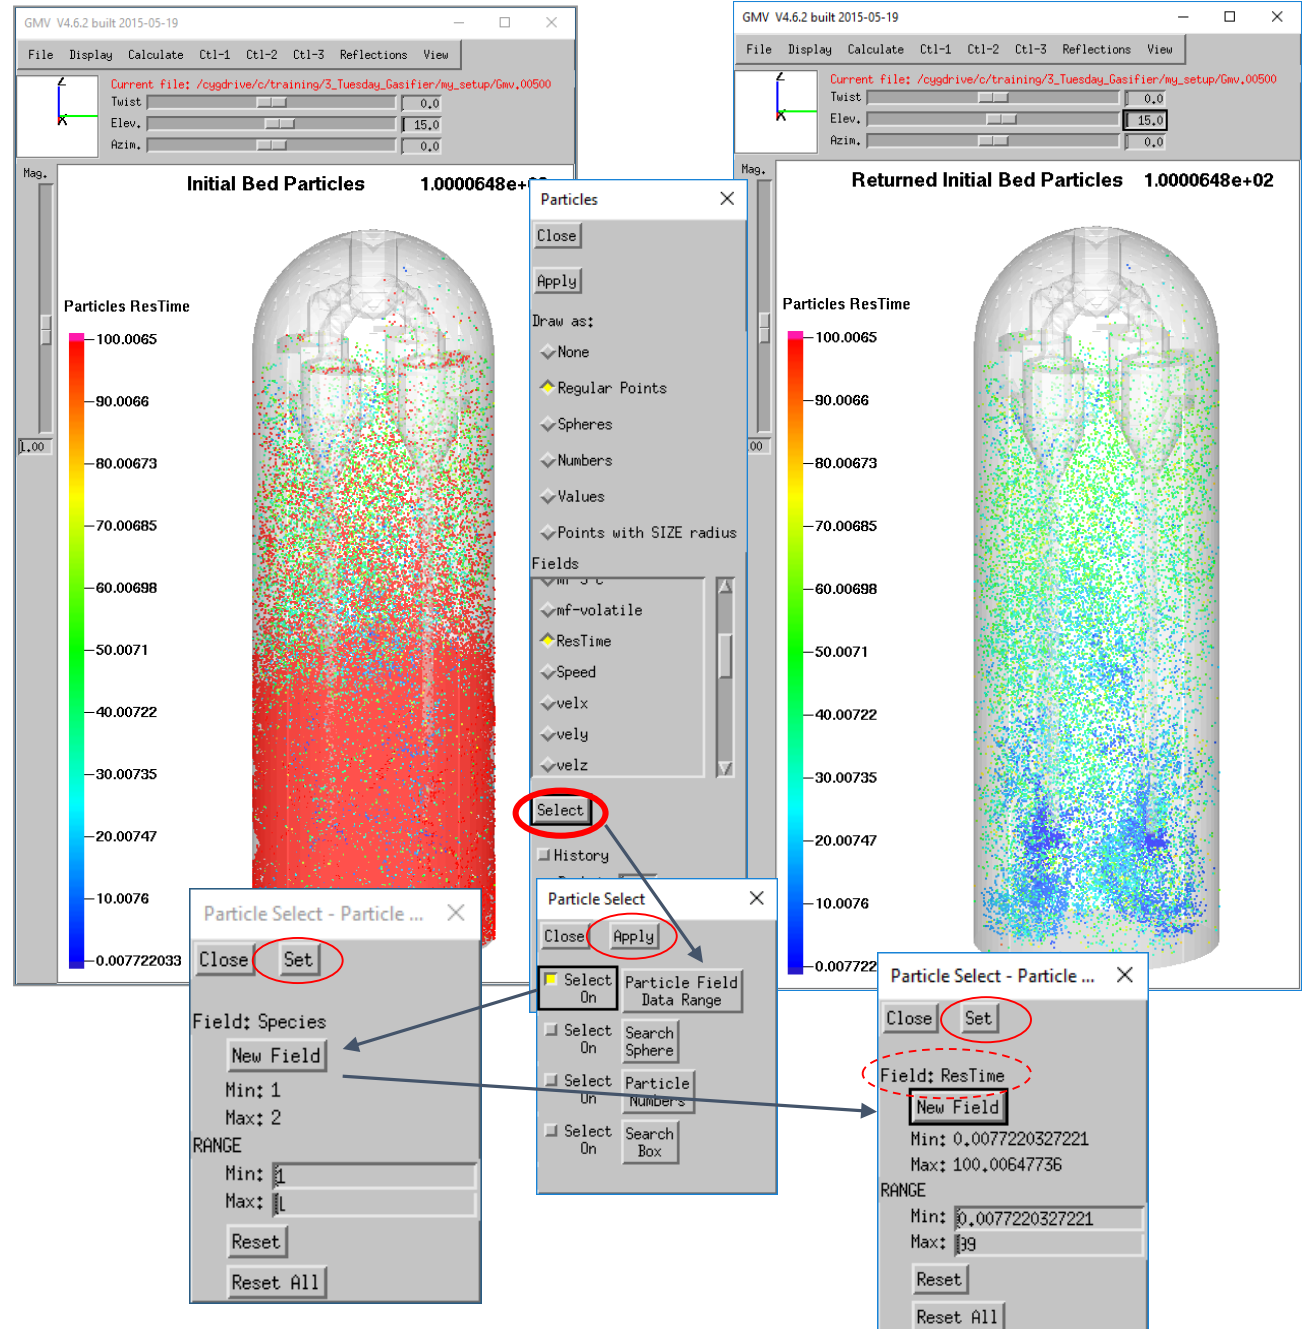 GMV V4.6.2 built 2015-05-19
File Display Calculate Ctl-1 Ctl-2 Ctl-3 Reflections View
Current file: /cygdrive/c/training/3_Tuesday_Gasifier/my_setup/Gmv.00500
Twist 0.0
Elev. 15.0
Azim. 0.0
Mag.
1.00
Initial Bed Particles 1.0000648e+
Particles ResTime
100.0065
90.0066
80.00673
70.00685
60.00698
50.0071
40.00722
30.00735
20.00747
10.0076
0.007722033
Particles
Close
Apply
Draw as:
None
Regular Points
Spheres
Numbers
Values
Points with SIZE radius
Fields
mf-volatile
ResTime
Speed
velx
vely
velz
Select
History
GMV V4.6.2 built 2015-05-19
File Display Calculate Ctl-1 Ctl-2 Ctl-3 Reflections View
Current file: /cygdrive/c/training/3_Tuesday_Gasifier/my_setup/Gmv.00500
Twist 0.0
Elev. 15.0
Azim. 0.0
Mag.
00
Returned Initial Bed Particles 1.0000648e+02
Particles ResTime
100.0065
90.0066
80.00673
70.00685
60.00698
50.0071
40.00722
30.00735
20.00747
10.0076
0.007722
Particle Select - Particle ...
Close Set
Field: Species
New Field
Min: 1
Max: 2
RANGE
Min: 1
Max:
Reset
Reset All
Particle Select
Close Apply
Select On Particle Field Data Range
Select On Search Sphere
Select On Particle Numbers
Select On Search Box
Particle Select - Particle ...
Close Set
Field: ResTime
New Field
Min: 0.0077220327221
Max: 100.00647736
RANGE
Min: 0.0077220327221
Max: 99
Reset
Reset All